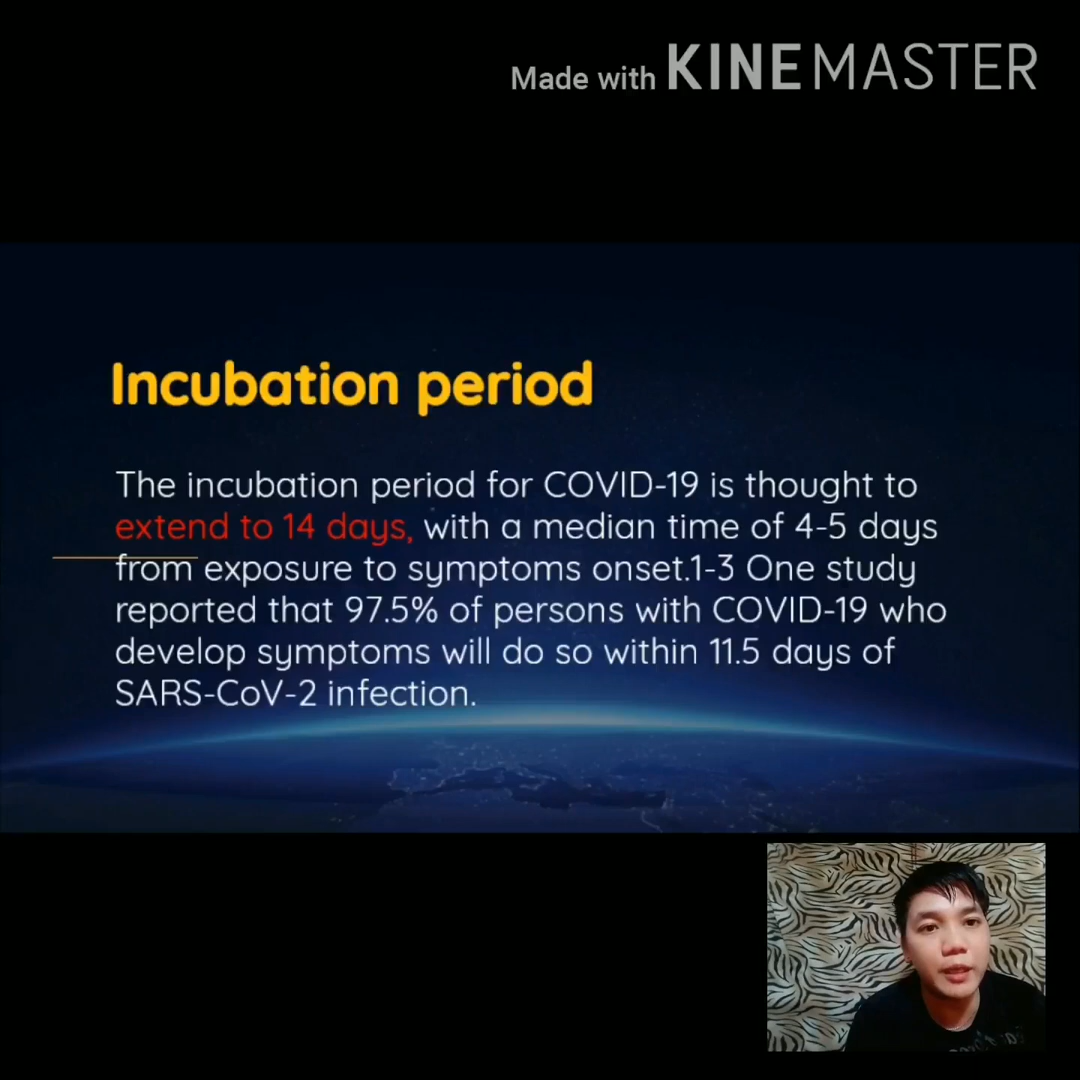 Made with KINEMASTER
Incubation period
The incubation period for COVID-19 is thought to
extend to 14 days, with a median time of 4-5 days
from exposure to symptoms onset.1-3 One study
reported that 97.5% of persons with COVID-19 who
develop symptoms will do so within 11.5 days of
SARS-CoV-2 infection.